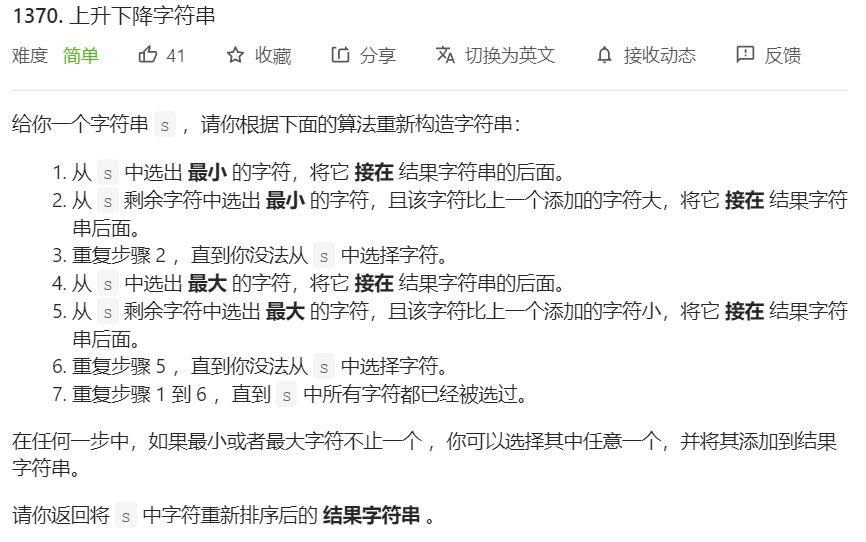 1370. 上升下降字符串
难度 简单 41 收藏 分享 切换为英文 接收动态 反馈
给你一个字符串 s ，请你根据下面的算法重新构造字符串：
1. 从 s 中选出 最小 的字符，将它 接在 结果字符串的后面。
2. 从 s 剩余字符中选出 最小 的字符，且该字符比上一个添加的字符大，将它 接在 结果字符
串后面。
3. 重复步骤 2 ，直到你没法从 s 中选择字符。
4. 从 s 中选出 最大 的字符，将它 接在 结果字符串的后面。
5. 从 s 剩余字符中选出 最大 的字符，且该字符比上一个添加的字符小，将它 接在 结果字符
串后面。
6. 重复步骤 5 ，直到你没法从 s 中选择字符。
7. 重复步骤 1 到 6 ，直到 s 中所有字符都已经被选过。
在任何一步中，如果最小或者最大字符不止一个 ，你可以选择其中任意一个，并将其添加到结果
字符串。
请你返回将 s 中字符重新排序后的 结果字符串 。